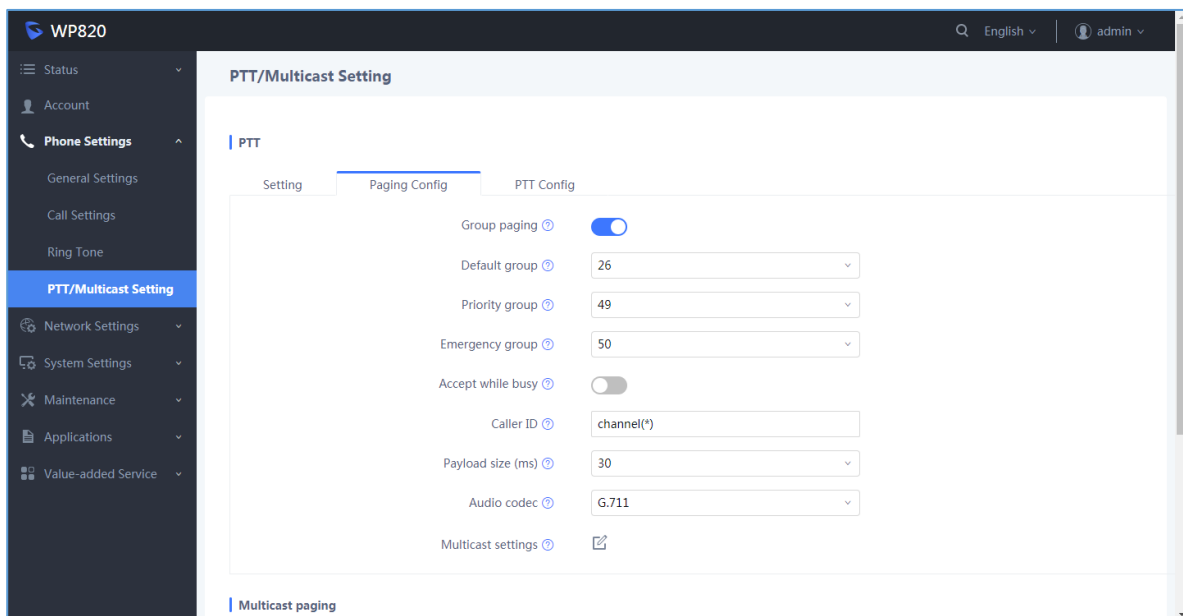 WP820
English
admin
Status
Account
Phone Settings
General Settings
Call Settings
Ring Tone
PTT/Multicast Setting
Network Settings
System Settings
Maintenance
Applications
Value-added Service
PTT/Multicast Setting
PTT
Setting Paging Config PTT Config
Group paging
Default group 26
Priority group 49
Emergency group 50
Accept while busy
Caller ID channel(*)
Payload size (ms) 30
Audio codec G.711
Multicast settings
Multicast paging